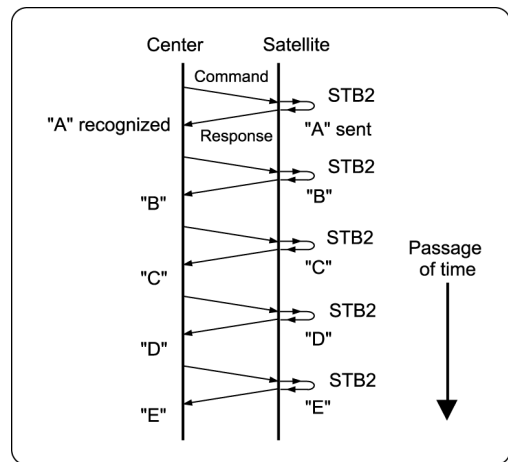 Center Satellite
Command
STB2
"A" recognized
"A" sent
Response
STB2
"B"
"B"
STB2
"C"
"C"
Passage
of time
STB2
"D"
"D"
STB2
"E"
"E"